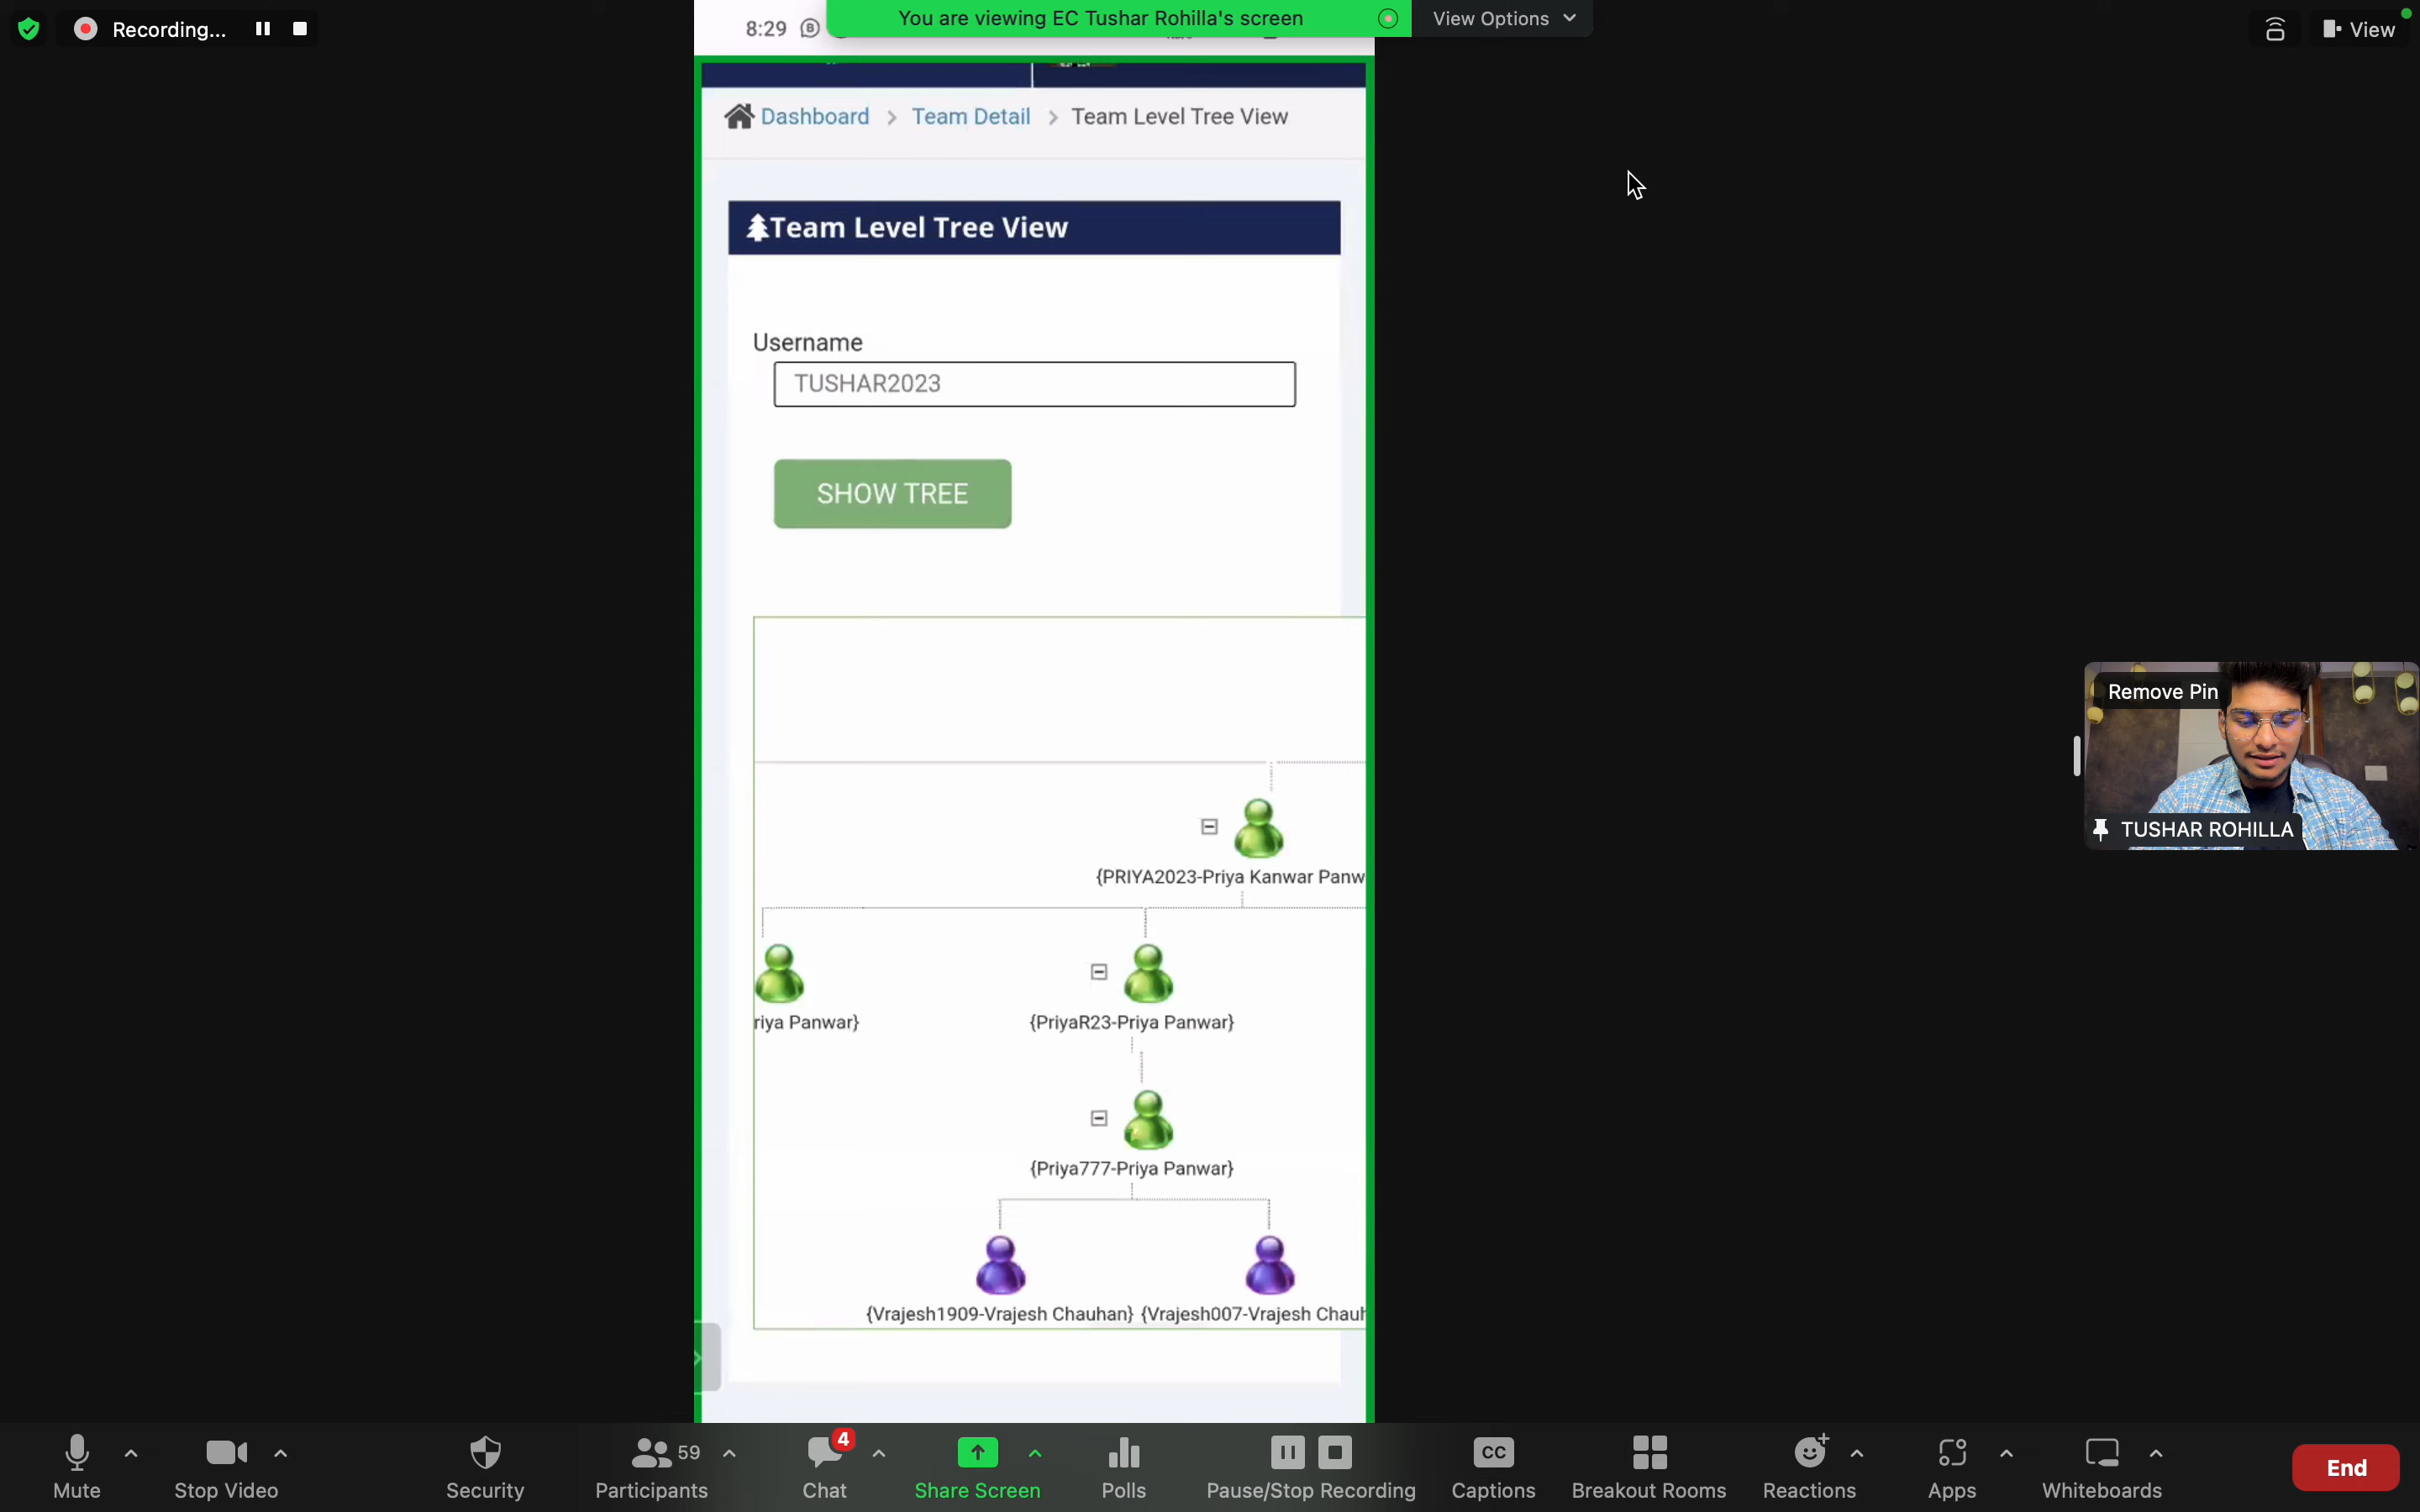 Recording...
8:29
You are viewing EC Tushar Rohilla's screen
View Options
View
Dashboard > Team Detail > Team Level Tree View
Team Level Tree View
Username
TUSHAR2023
SHOW TREE
{PRIYA2023-Priya Kanwar Panw
riya Panwar}
{PriyaR23-Priya Panwar}
{Priya777-Priya Panwar}
{Vrajesh1909-Vrajesh Chauhan} {Vrajesh007-Vrajesh Chauh
Remove Pin
TUSHAR ROHILLA
Mute
Stop Video
Security
59
Participants
4
Chat
Share Screen
Polls
Pause/Stop Recording
CC
Captions
Breakout Rooms
Reactions
Apps
Whiteboards
End